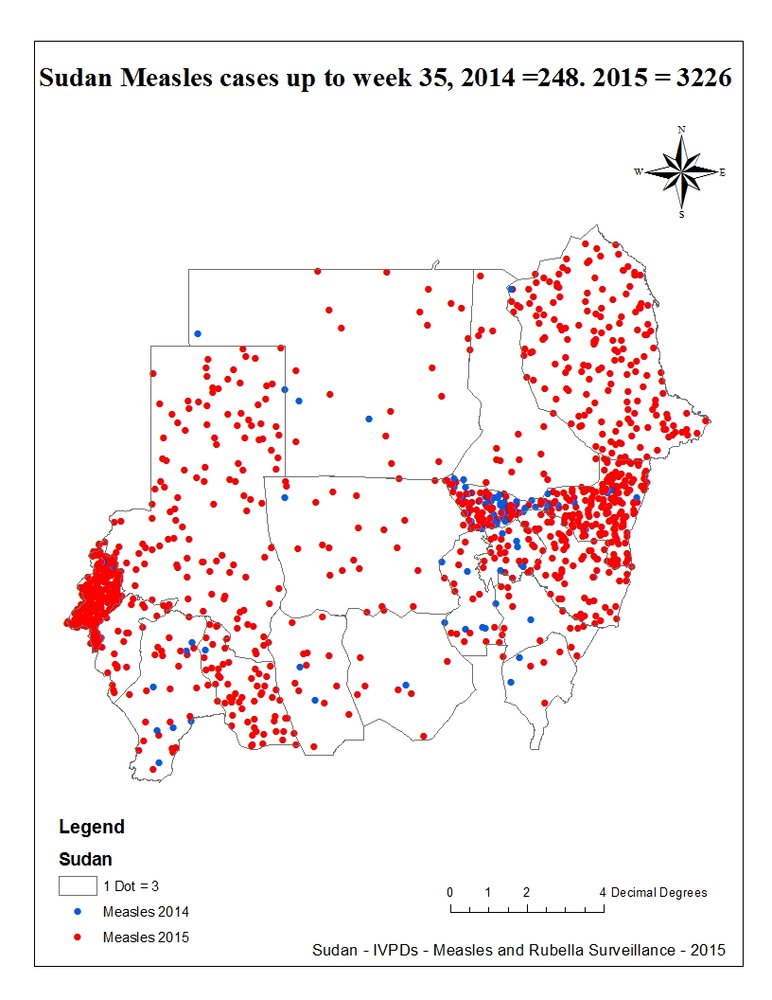 Sudan Measles cases up to week 35, 2014 =248. 2015 = 3226
N
W E
S
Legend
Sudan
1 Dot = 3
Measles 2014
Measles 2015
0 1 2 4 Decimal Degrees
Sudan - IVPDs - Measles and Rubella Surveillance - 2015